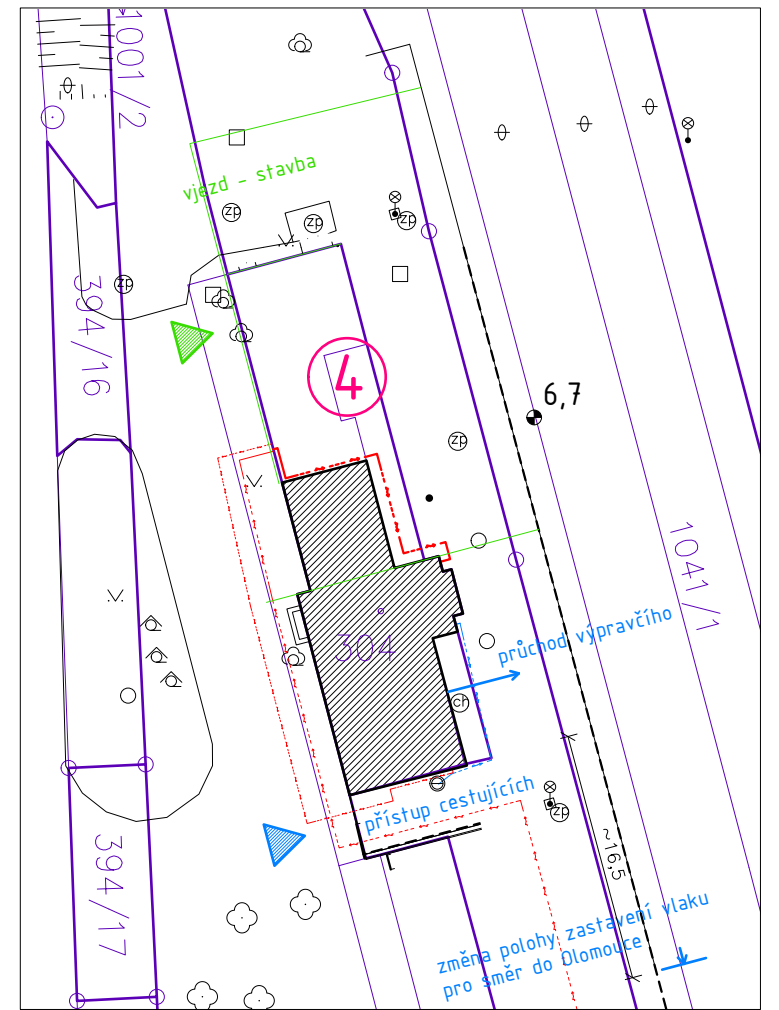 1001/2
vjezd – stavba
zp
zp
zp
zp
394/16
4
6,7
zp
1041/1
304
průchod výpravčího
ch
přístup cestujících
zp
~16,5
394/17
změna polohy zastavení vlaku
pro směr do Olomouce